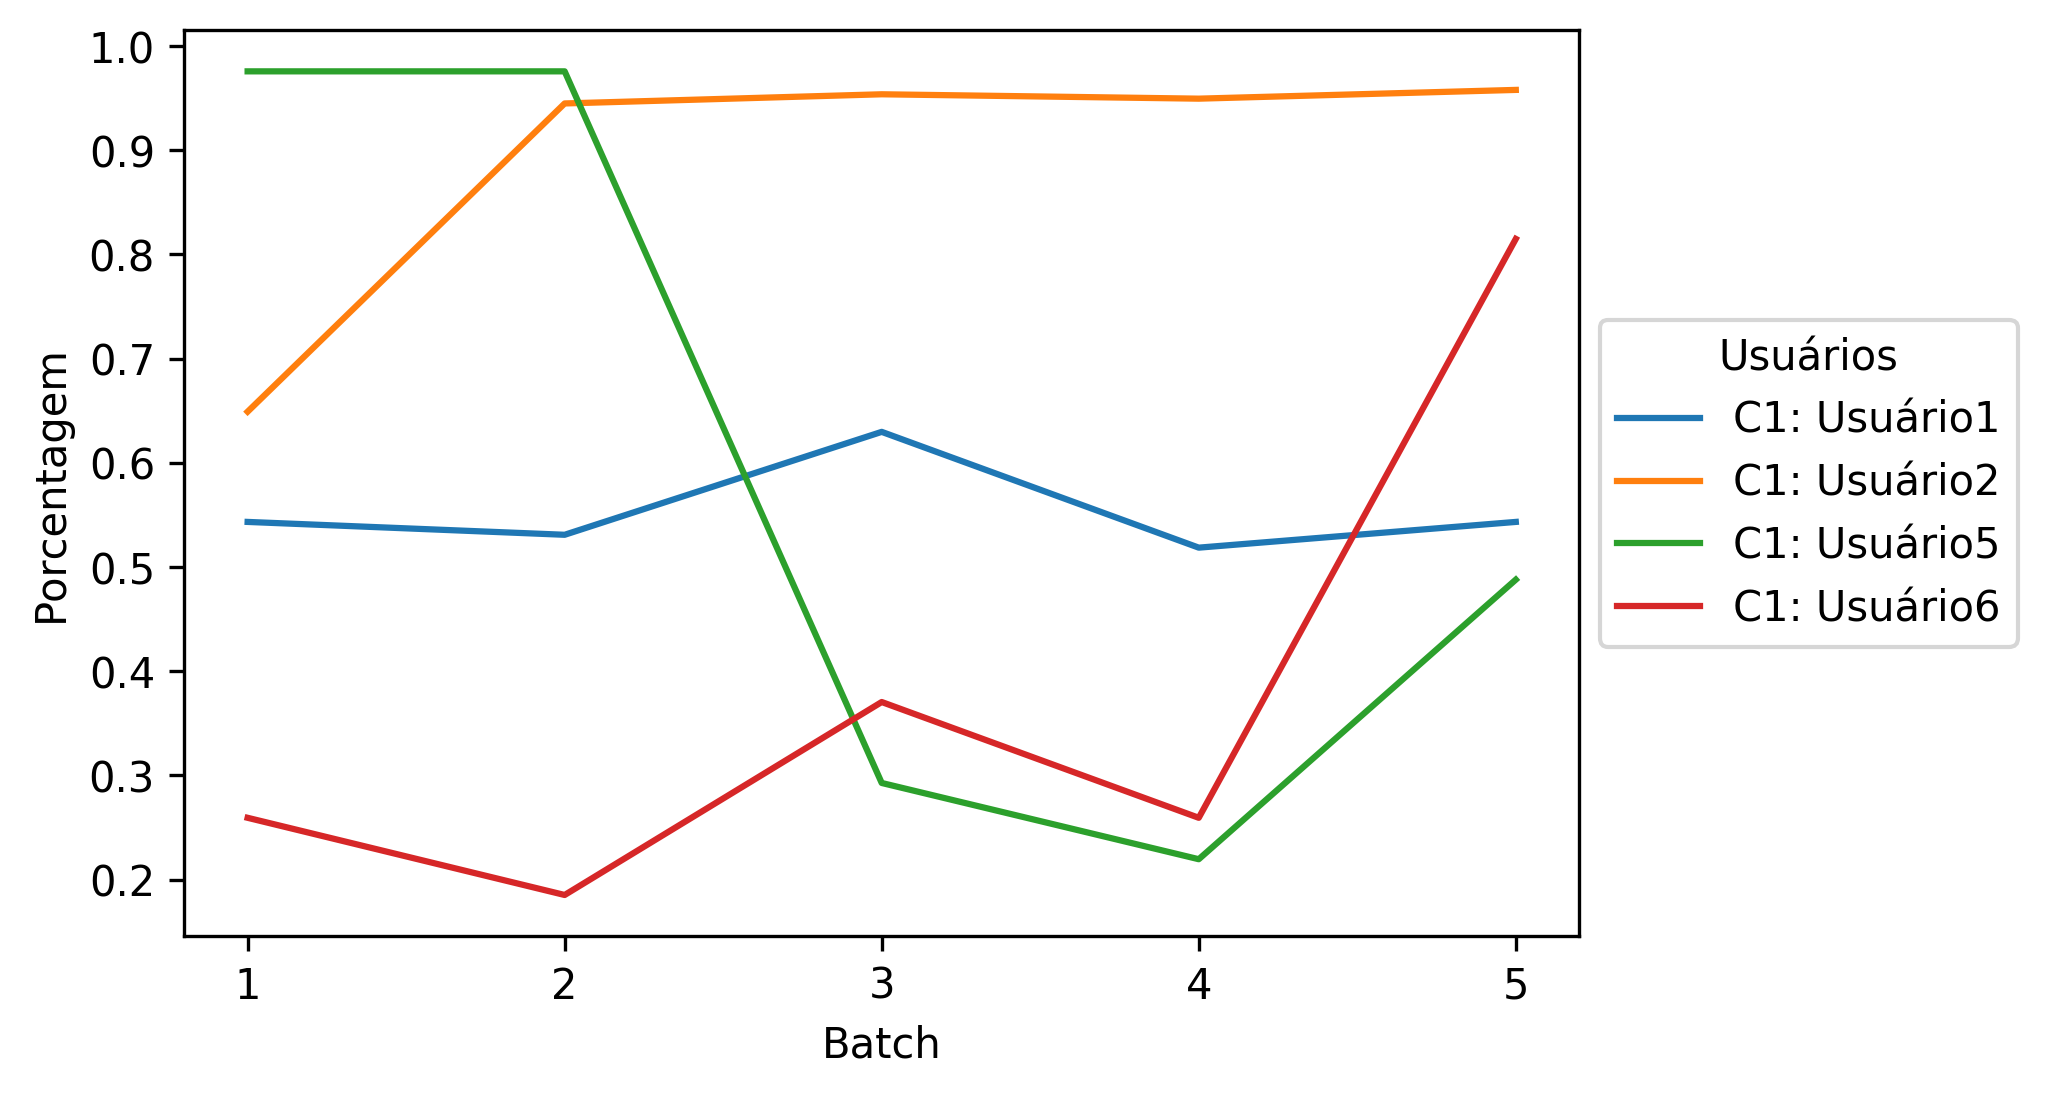 1.0
0.9
0.8
0.7
0.6
0.5
0.4
0.3
0.2
Porcentagem
1 2 3 4 5
Batch
Usuários
C1: Usuário1
C1: Usuário2
C1: Usuário5
C1: Usuário6